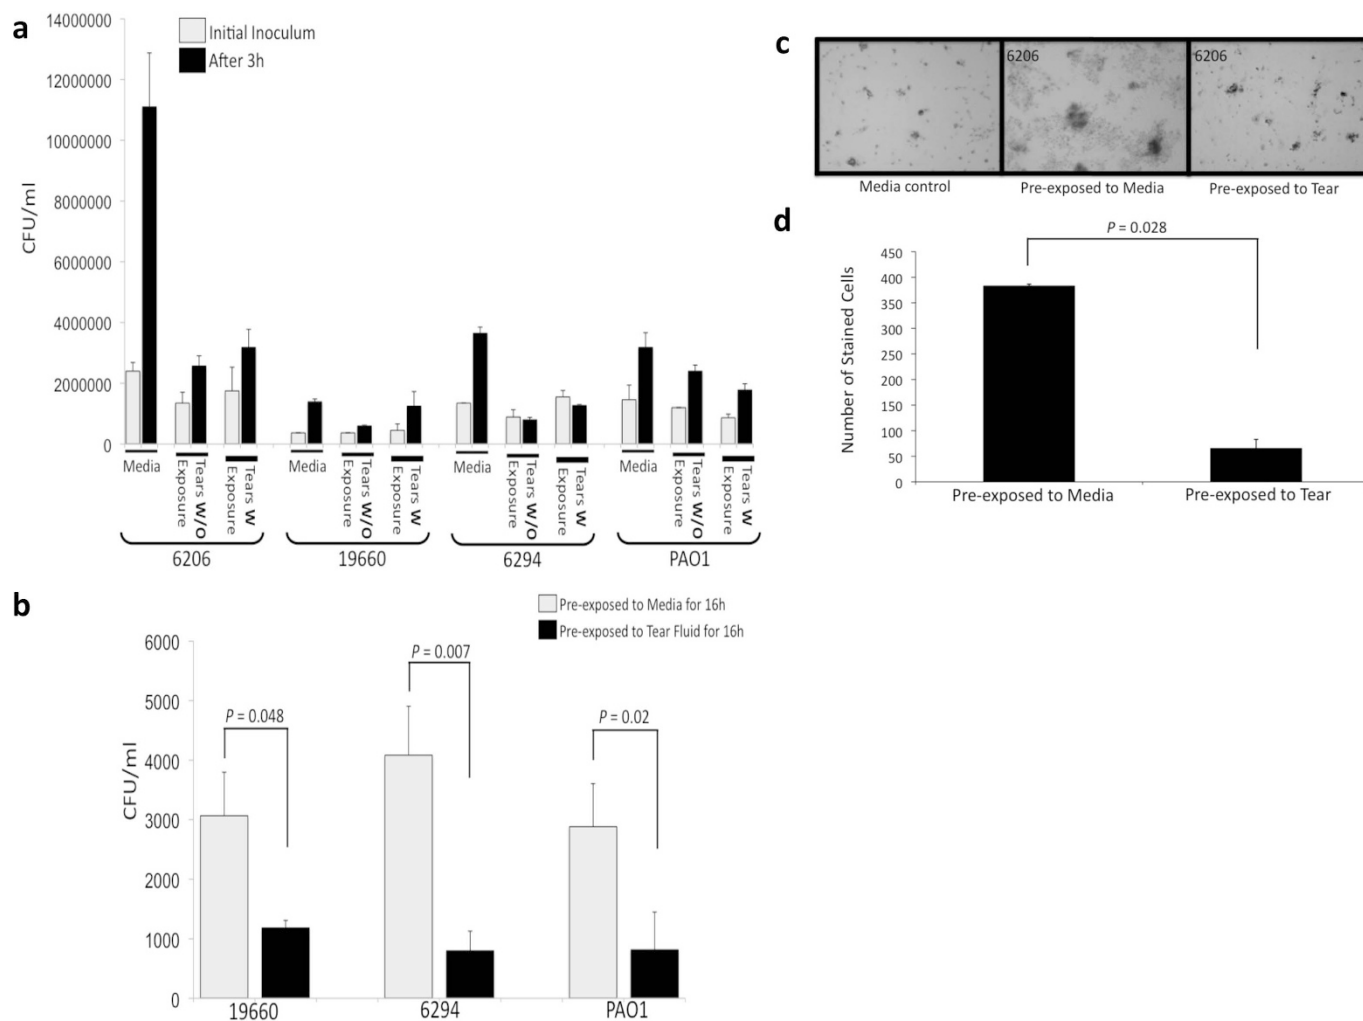 a
Initial Inoculum
After 3h
14000000
12000000
10000000
8000000
6000000
4000000
2000000
0
CFU/ml
Media
Tears W/O
Exposure
Tears W
Exposure
Media
Tears W/O
Exposure
Tears W
Exposure
Media
Tears W/O
Exposure
Tears W
Exposure
Media
Tears W/O
Exposure
Tears W
Exposure
6206
19660
6294
PAO1
b
Pre-exposed to Media for 16h
Pre-exposed to Tear Fluid for 16h
6000
5000
4000
3000
2000
1000
0
CFU/ml
P = 0.048
P = 0.007
P = 0.02
19660
6294
PAO1
c
6206
6206
Media control
Pre-exposed to Media
Pre-exposed to Tear
d
P = 0.028
450
400
350
300
250
200
150
100
50
0
Number of Stained Cells
Pre-exposed to Media
Pre-exposed to Tear